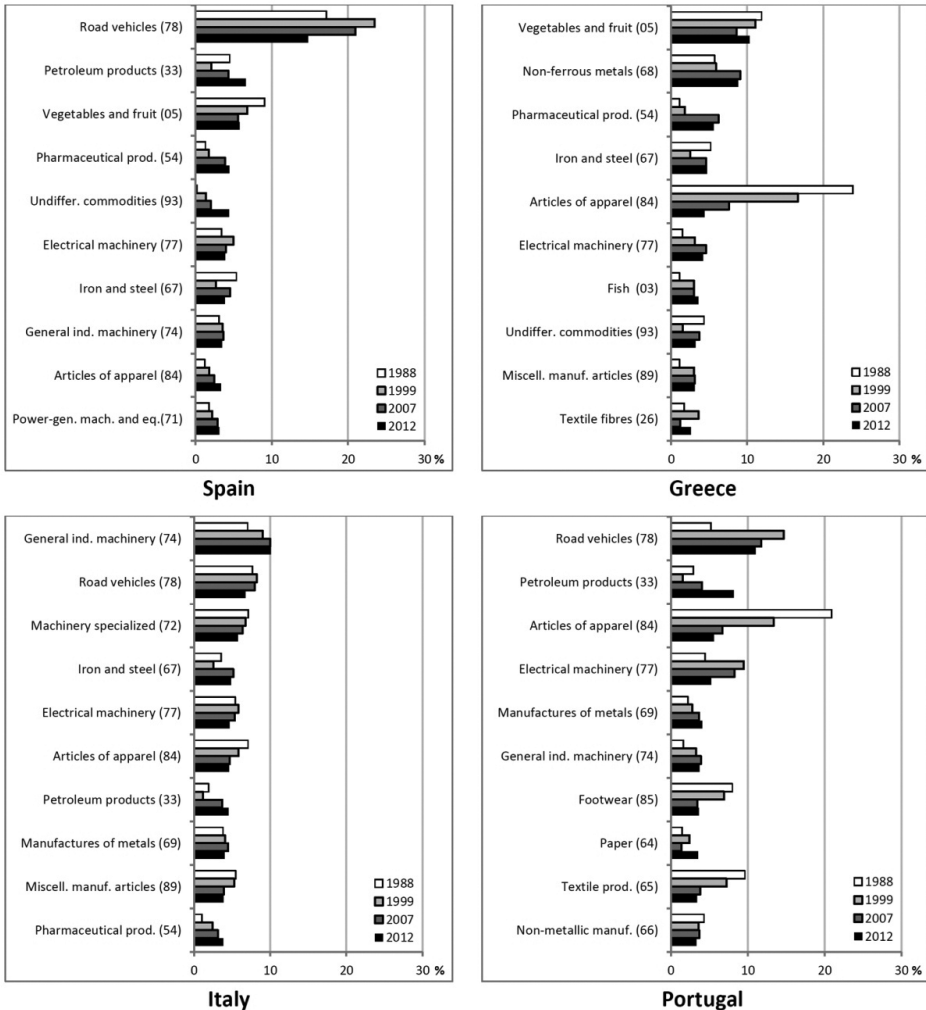 Road vehicles (78)
Petroleum products (33)
Vegetables and fruit (05)
Pharmaceutical prod. (54)
Undiffer. commodities (93)
Electrical machinery (77)
Iron and steel (67)
General ind. machinery (74)
Articles of apparel (84)
Power-gen. mach. and eq.(71)
1988
1999
2007
2012
0 10 20 30 %
Spain
Vegetables and fruit (05)
Non-ferrous metals (68)
Pharmaceutical prod. (54)
Iron and steel (67)
Articles of apparel (84)
Electrical machinery (77)
Fish (03)
Undiffer. commodities (93)
Miscell. manuf. articles (89)
Textile fibres (26)
1988
1999
2007
2012
0 10 20 30 %
Greece
General ind. machinery (74)
Road vehicles (78)
Machinery specialized (72)
Iron and steel (67)
Electrical machinery (77)
Articles of apparel (84)
Petroleum products (33)
Manufactures of metals (69)
Miscell. manuf. articles (89)
Pharmaceutical prod. (54)
1988
1999
2007
2012
0 10 20 30 %
Italy
Road vehicles (78)
Petroleum products (33)
Articles of apparel (84)
Electrical machinery (77)
Manufactures of metals (69)
General ind. machinery (74)
Footwear (85)
Paper (64)
Textile prod. (65)
Non-metallic manuf. (66)
1988
1999
2007
2012
0 10 20 30 %
Portugal